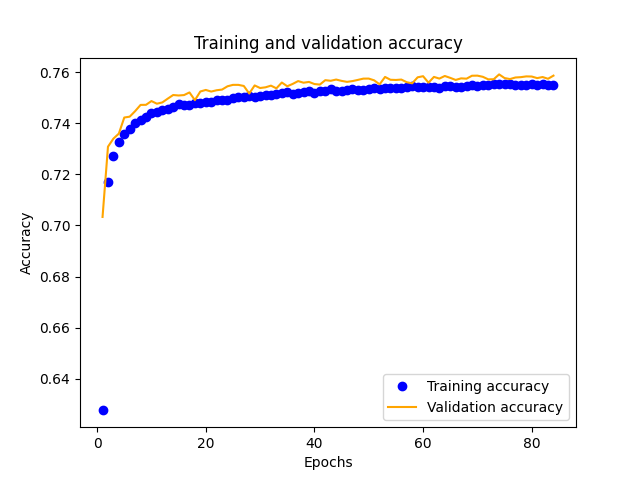 Training and validation accuracy
Accuracy
0.76
0.74
0.72
0.70
0.68
0.66
0.64
0
20
40
60
80
Epochs
Training accuracy
Validation accuracy